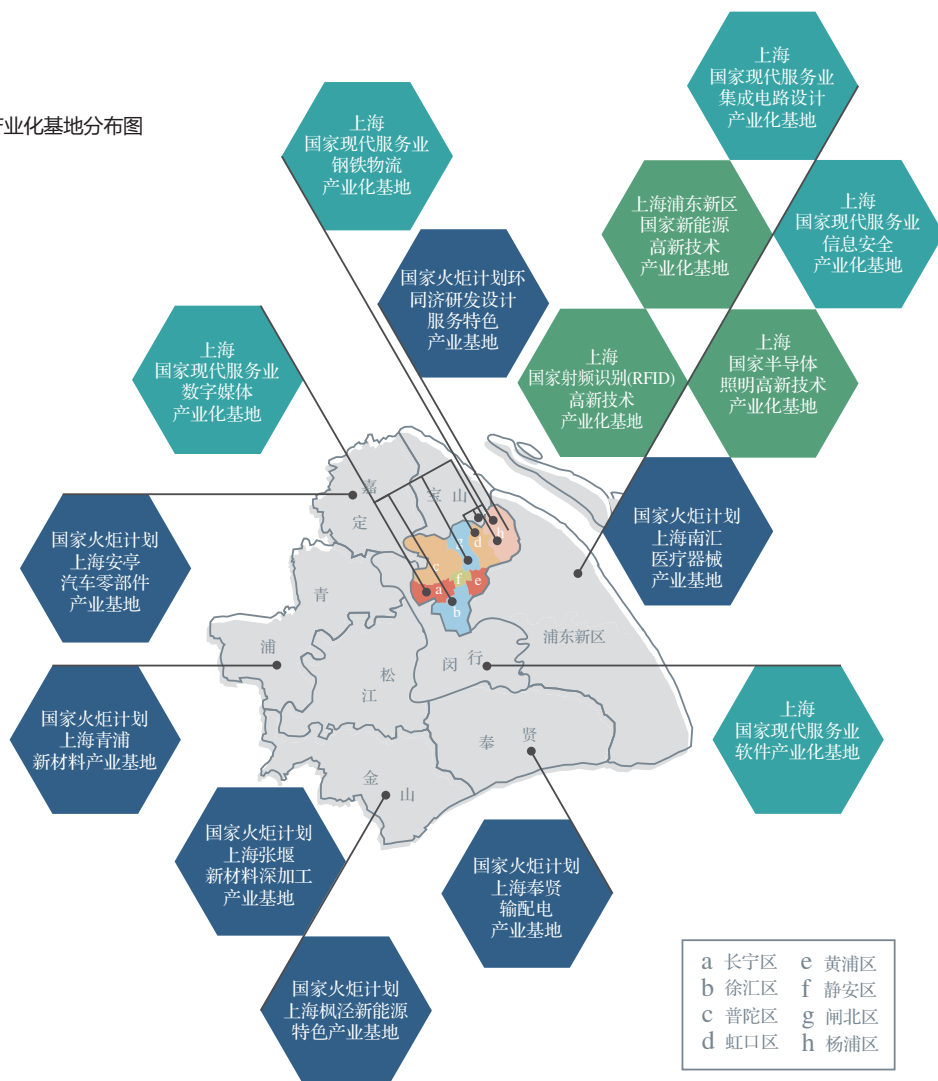 产业化基地分布图
上海
国家现代服务业
集成电路设计
产业化基地
上海
国家现代服务业
钢铁物流
产业化基地
上海浦东新区
国家新能源
高新技术
产业化基地
上海
国家现代服务业
信息安全
产业化基地
国家火炬计划环
同济研发设计
服务特色
产业基地
上海
国家现代服务业
数字媒体
产业化基地
上海
国家射频识别(RFID)
高新技术
产业化基地
上海
国家半导体
照明高新技术
产业化基地
国家火炬计划
上海安亭
汽车零部件
产业基地
国家火炬计划
上海南汇
医疗器械
产业基地
嘉定
宝山
青浦
松江
闵行
浦东新区
奉贤
金山
a
b
c
d
e
f
g
h
国家火炬计划
上海青浦
新材料产业基地
上海
国家现代服务业
软件产业化基地
国家火炬计划
上海张堰
新材料深加工
产业基地
国家火炬计划
上海奉贤
输配电
产业基地
国家火炬计划
上海枫泾新能源
特色产业基地
a 长宁区 e 黄浦区
b 徐汇区 f 静安区
c 普陀区 g 闸北区
d 虹口区 h 杨浦区